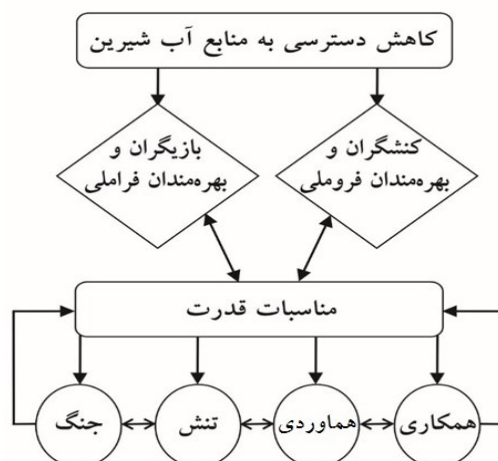 کاهش دسترسی به منابع آب شیرین
کنشگران و
بهره‌مندان فروملی
بازیگران و
بهره‌مندان فراملی
مناسبات قدرت
همکاری
هماوردی
تنش
جنگ